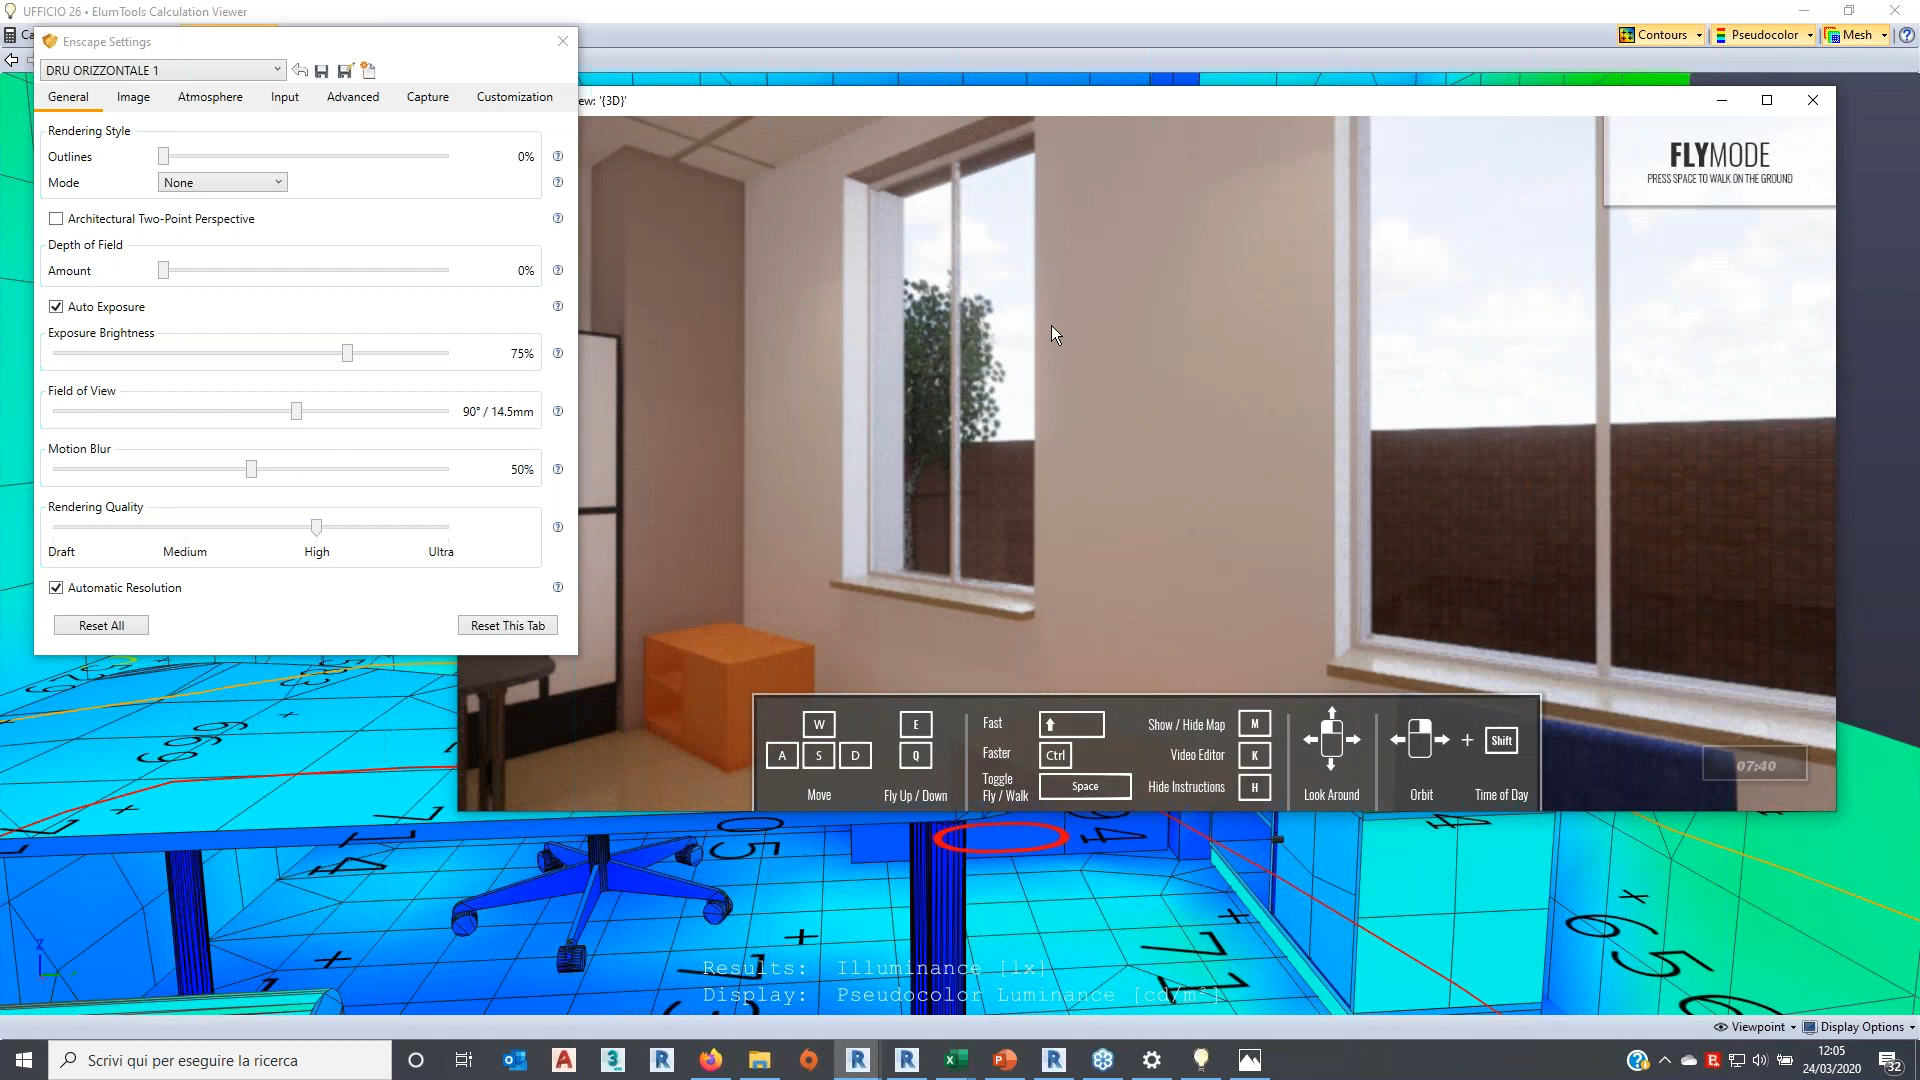 UFFICIO 26 • ElumTools Calculation Viewer
Ca
Contours
Pseudocolor
Mesh
Enscape Settings
DRU ORIZZONTALE 1
General
Image
Atmosphere
Input
Advanced
Capture
Customization
Rendering Style
Outlines
0%
Mode
None
Architectural Two-Point Perspective
Depth of Field
Amount
0%
Auto Exposure
Exposure Brightness
75%
Field of View
90° / 14.5mm
Motion Blur
50%
Rendering Quality
Draft
Medium
High
Ultra
Automatic Resolution
Reset All
Reset This Tab
ew: '{3D}'
FLYMODE
PRESS SPACE TO WALK ON THE GROUND
W
A
S
D
Move
E
Q
Fly Up / Down
Fast
Faster
Ctrl
Toggle
Fly / Walk
Space
Show / Hide Map
M
Video Editor
K
Hide Instructions
H
Look Around
Orbit
+
Shift
Time of Day
07:40
Results: Illuminance [lx]
Display: Pseudocolor Luminance [cd/m²]
Z
Viewpoint
Display Options
Scrivi qui per eseguire la ricerca
12:05
24/03/2020
32